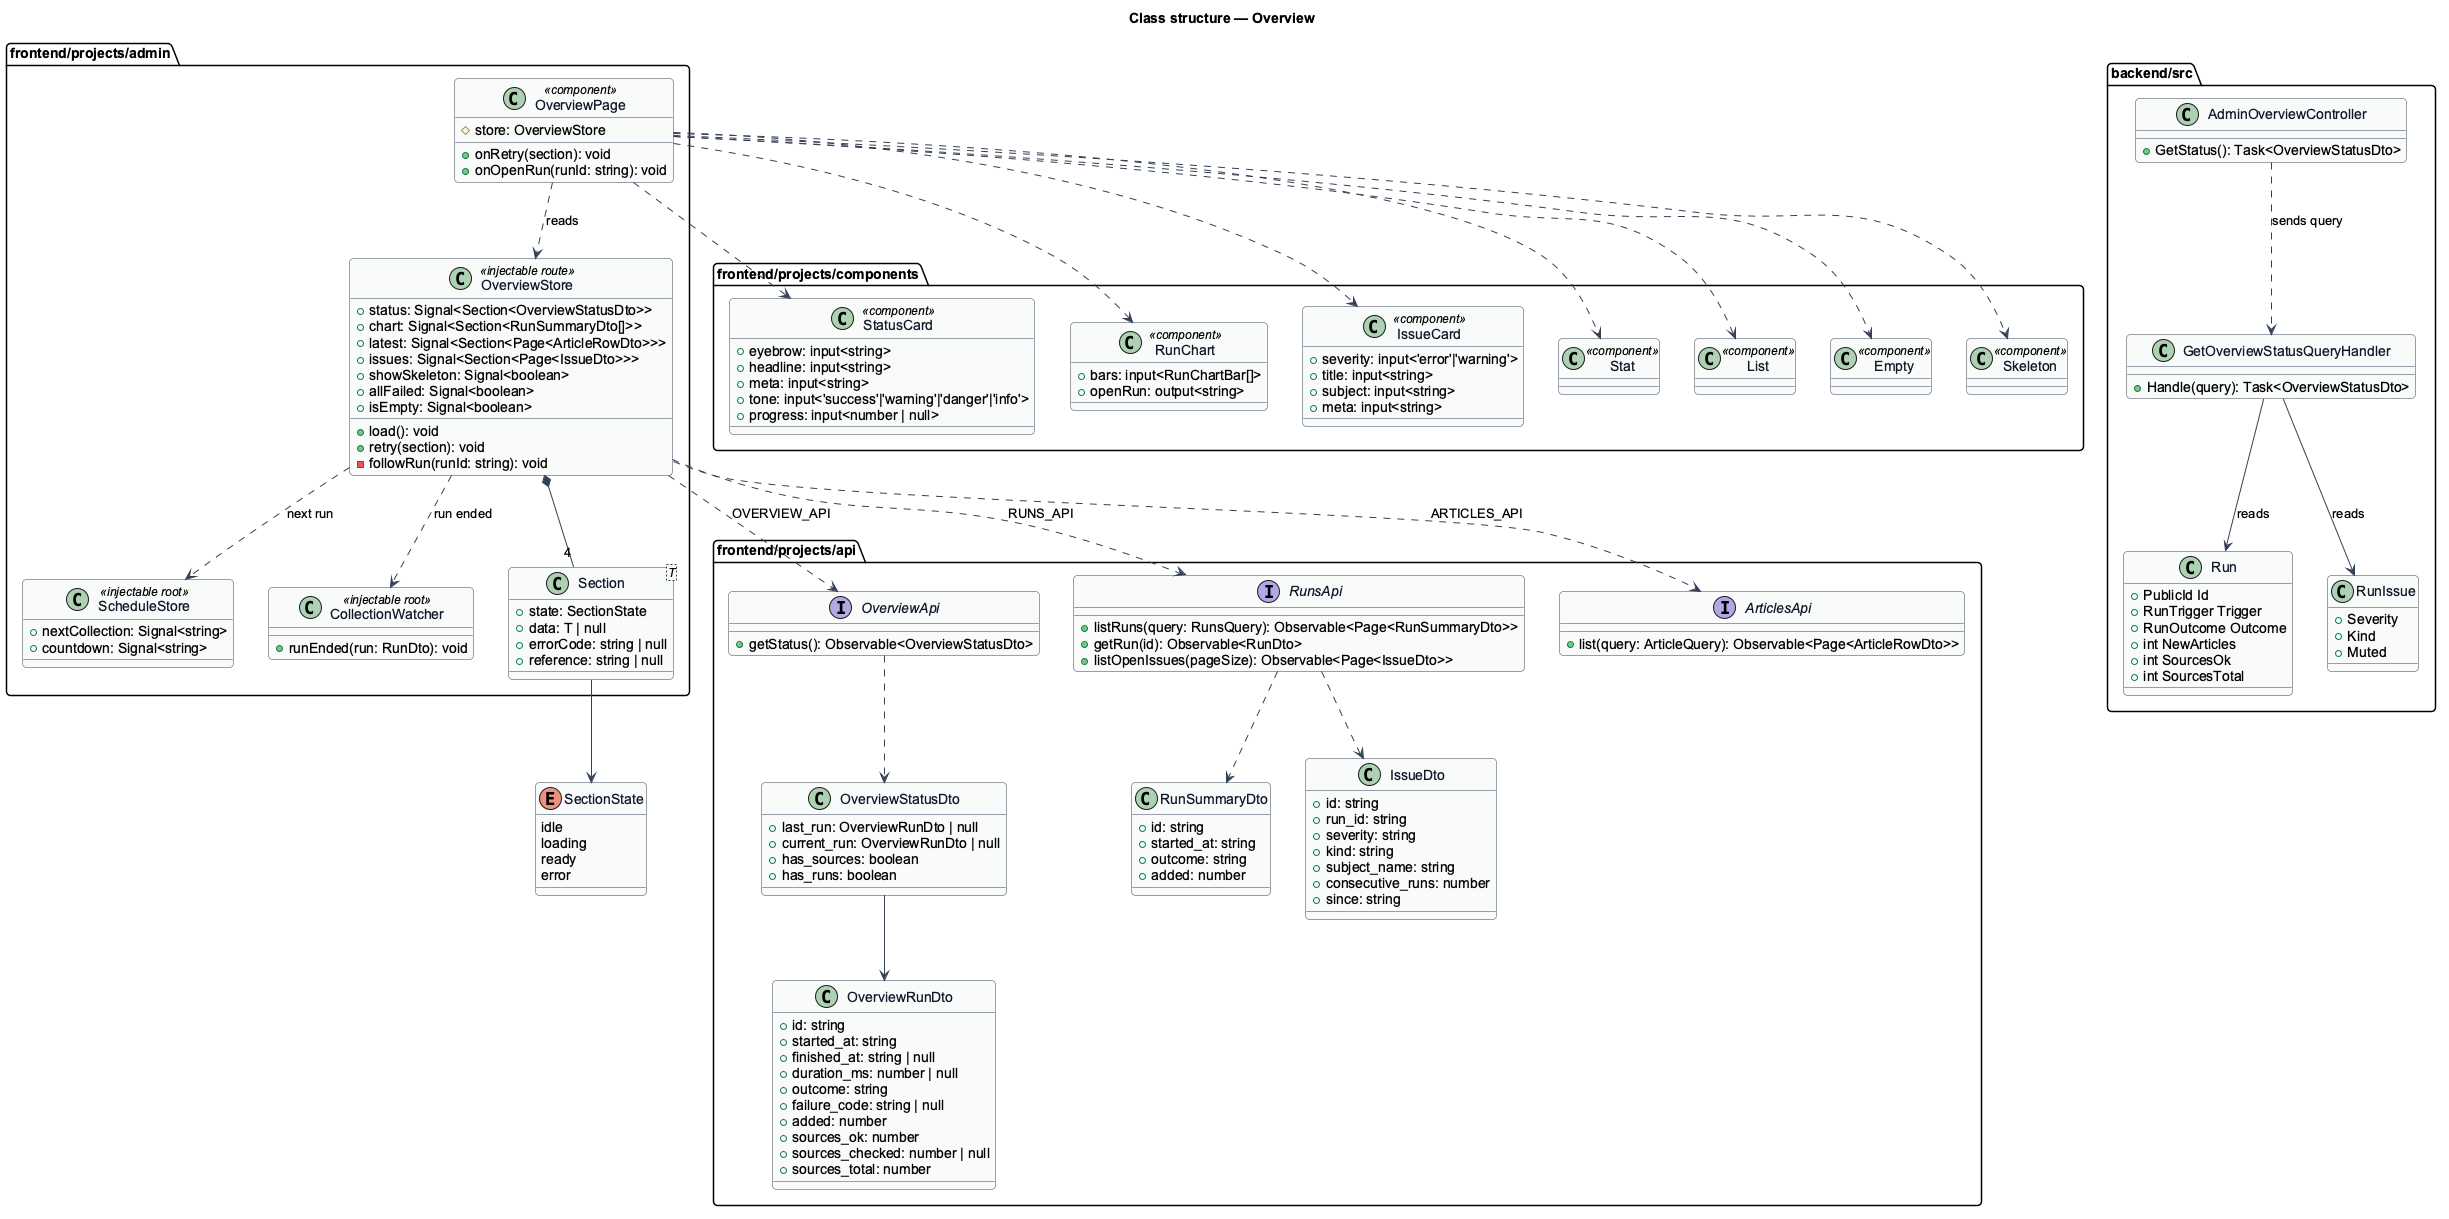 Class structure — Overview
frontend/projects/admin
«component»
OverviewPage
store: OverviewStore
onRetry(section): void
onOpenRun(runId: string): void
reads
«injectable route»
OverviewStore
status: Signal<Section<OverviewStatusDto>>
chart: Signal<Section<RunSummaryDto[]>>
latest: Signal<Section<Page<ArticleRowDto>>>
issues: Signal<Section<Page<IssueDto>>>
showSkeleton: Signal<boolean>
allFailed: Signal<boolean>
isEmpty: Signal<boolean>
load(): void
retry(section): void
followRun(runId: string): void
next run
run ended
4
«injectable root»
ScheduleStore
nextCollection: Signal<string>
countdown: Signal<string>
«injectable root»
CollectionWatcher
runEnded(run: RunDto): void
Section
T
state: SectionState
data: T | null
errorCode: string | null
reference: string | null
SectionState
idle
loading
ready
error
frontend/projects/components
«component»
StatusCard
eyebrow: input<string>
headline: input<string>
meta: input<string>
tone: input<'success'|'warning'|'danger'|'info'>
progress: input<number | null>
«component»
RunChart
bars: input<RunChartBar[]>
openRun: output<string>
«component»
IssueCard
severity: input<'error'|'warning'>
title: input<string>
subject: input<string>
meta: input<string>
«component»
Stat
«component»
List
«component»
Empty
«component»
Skeleton
OVERVIEW_API
RUNS_API
ARTICLES_API
frontend/projects/api
OverviewApi
getStatus(): Observable<OverviewStatusDto>
RunsApi
listRuns(query: RunsQuery): Observable<Page<RunSummaryDto>>
getRun(id): Observable<RunDto>
listOpenIssues(pageSize): Observable<Page<IssueDto>>
ArticlesApi
list(query: ArticleQuery): Observable<Page<ArticleRowDto>>
OverviewStatusDto
last_run: OverviewRunDto | null
current_run: OverviewRunDto | null
has_sources: boolean
has_runs: boolean
RunSummaryDto
id: string
started_at: string
outcome: string
added: number
IssueDto
id: string
run_id: string
severity: string
kind: string
subject_name: string
consecutive_runs: number
since: string
OverviewRunDto
id: string
started_at: string
finished_at: string | null
duration_ms: number | null
outcome: string
failure_code: string | null
added: number
sources_ok: number
sources_checked: number | null
sources_total: number
backend/src
AdminOverviewController
GetStatus(): Task<OverviewStatusDto>
sends query
GetOverviewStatusQueryHandler
Handle(query): Task<OverviewStatusDto>
reads
reads
Run
PublicId Id
RunTrigger Trigger
RunOutcome Outcome
int NewArticles
int SourcesOk
int SourcesTotal
RunIssue
Severity
Kind
Muted